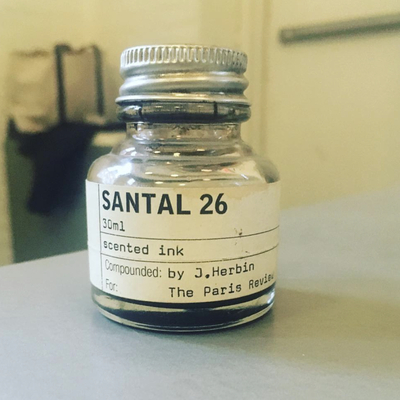 SANTAL 26
30ml
scented ink
Compounded: by J.Herbin
For: The Paris Review